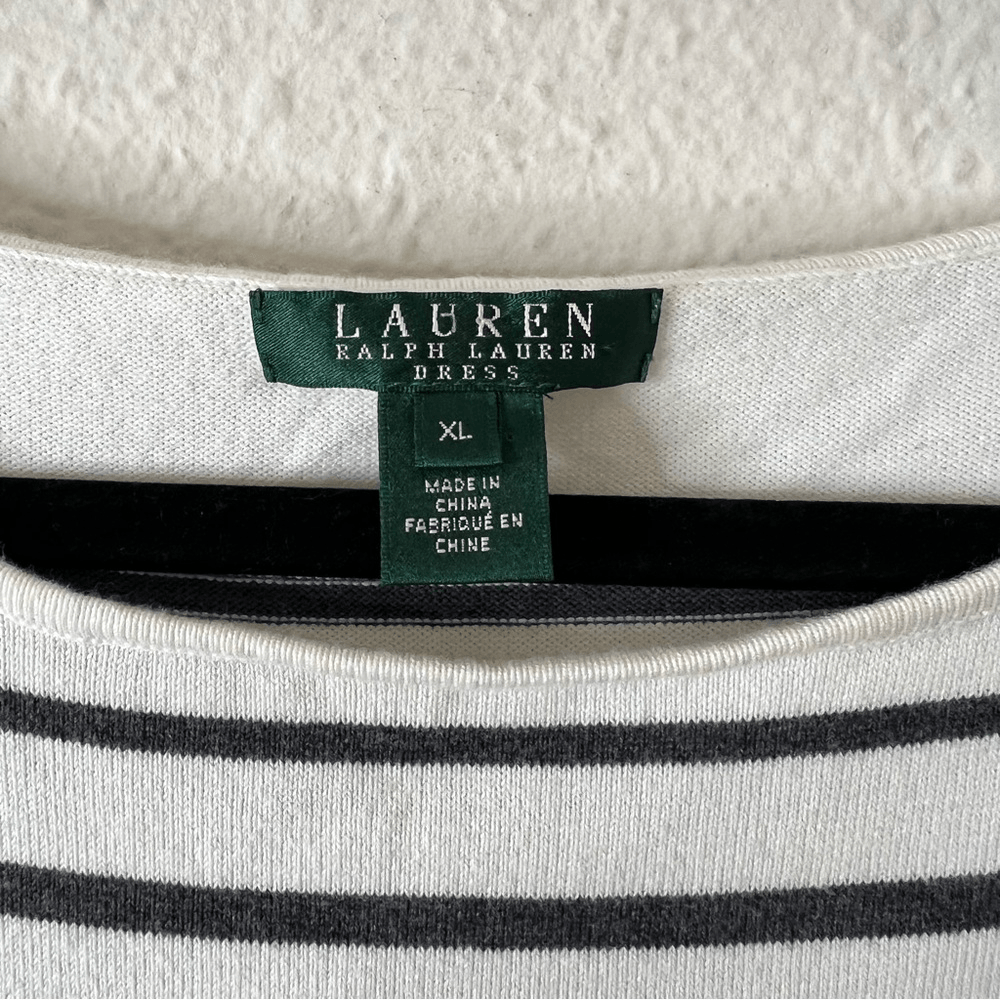 LAUREN
RALPH LAUREN
DRESS
XL
MADE IN
CHINA
FABRIQUÉ EN
CHINE